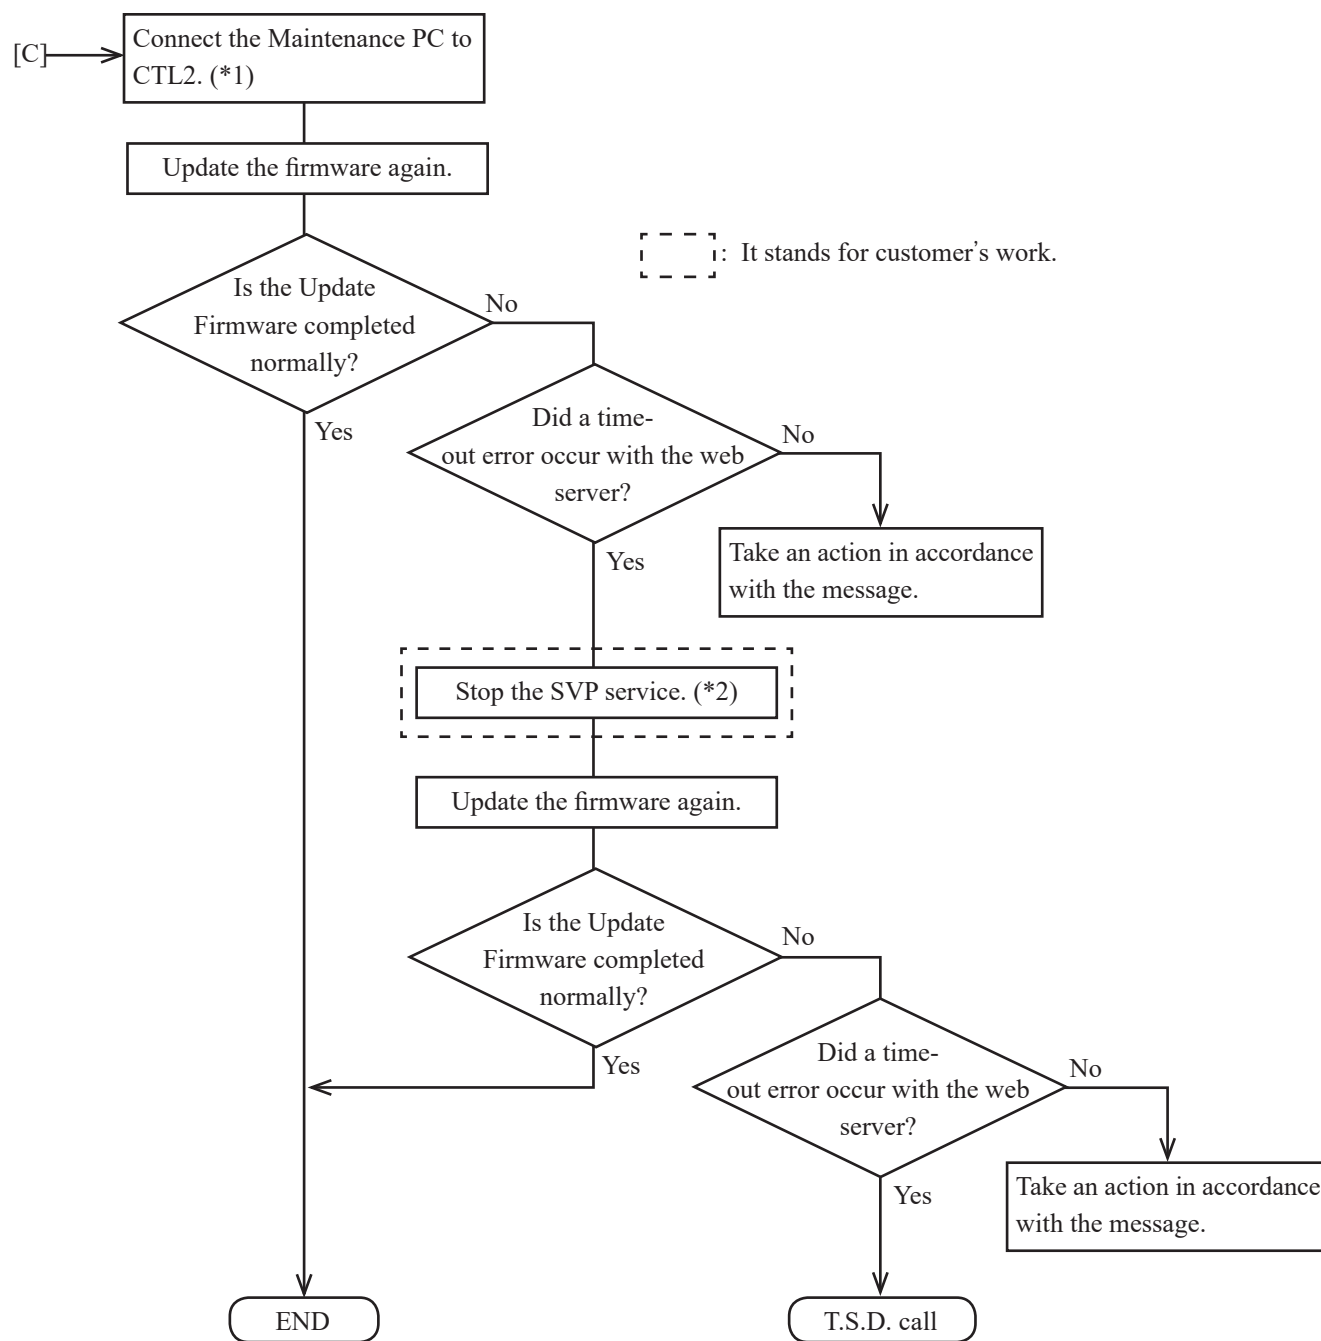 [C]
Connect the Maintenance PC to
CTL2. (*1)
Update the firmware again.
: It stands for customer's work.
Is the Update
Firmware completed
normally?
No
Yes
Did a time-
out error occur with the web
server?
No
Yes
Take an action in accordance
with the message.
Stop the SVP service. (*2)
Update the firmware again.
Is the Update
Firmware completed
normally?
No
Yes
Did a time-
out error occur with the web
server?
No
Yes
Take an action in accordance
with the message.
END
T.S.D. call